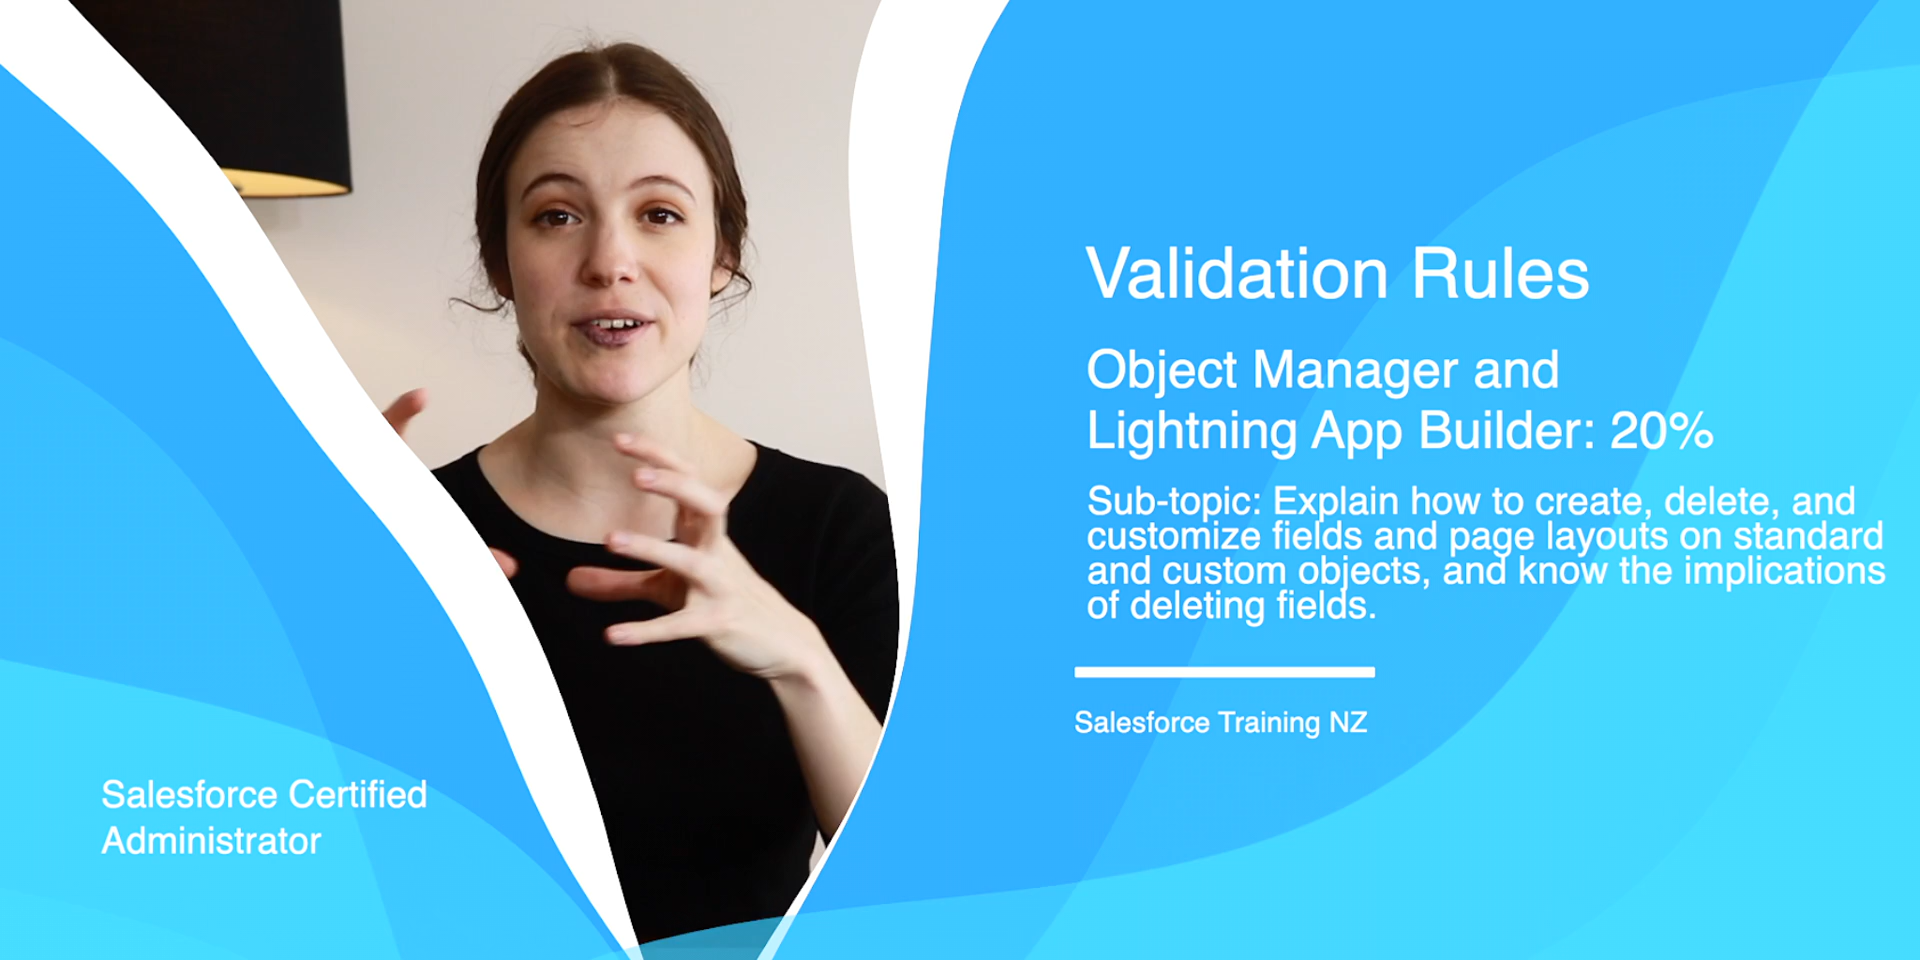 Validation Rules
Object Manager and
Lightning App Builder: 20%
Sub-topic: Explain how to create, delete, and
customize fields and page layouts on standard
and custom objects, and know the implications
of deleting fields.
Salesforce Training NZ
Salesforce Certified
Administrator